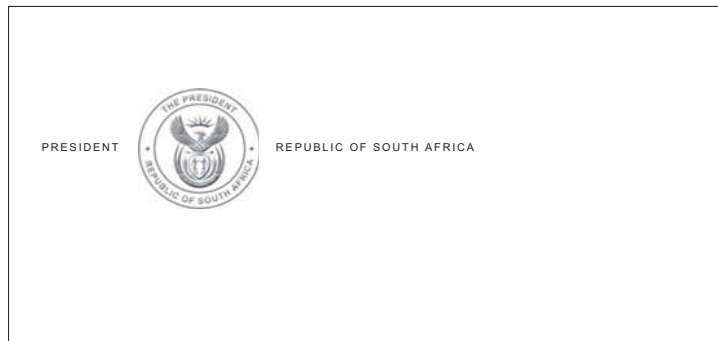 PRESIDENT
THE PRESIDENT
REPUBLIC OF SOUTH AFRICA
REPUBLIC OF SOUTH AFRICA